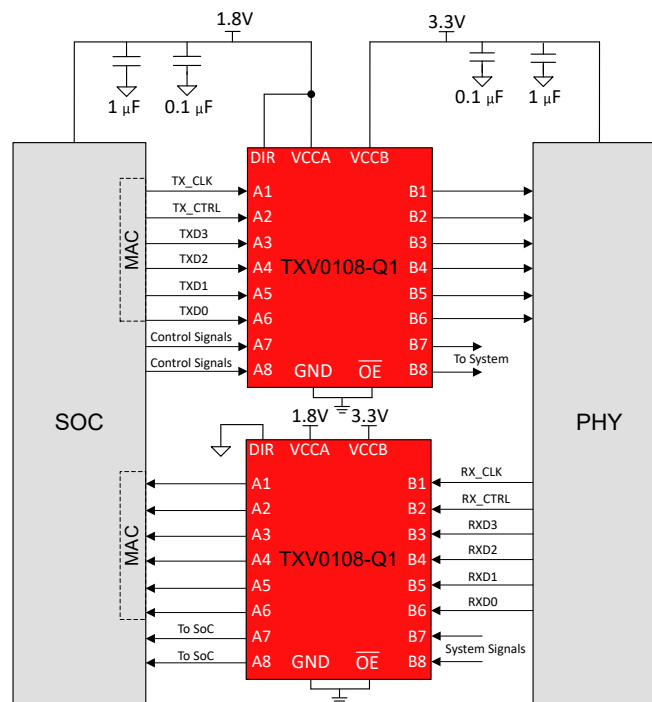 1.8V
3.3V
1 μF
0.1 μF
0.1 μF
1 μF
DIR VCCA VCCB
TX_CLK A1 B1
TX_CTRL A2 B2
TXD3 A3 B3
MAC
TXV0108-Q1
TXD2 A4 B4
TXD1 A5 B5
TXD0 A6 B6
Control Signals A7 B7
To System
Control Signals A8 B8
GND OE
SOC
PHY
1.8V 3.3V
DIR VCCA VCCB
A1 B1 RX_CLK
A2 B2 RX_CTRL
A3 B3 RXD3
MAC
TXV0108-Q1
A4 B4 RXD2
A5 B5 RXD1
A6 B6 RXD0
To SoC A7 B7
System Signals
To SoC A8 B8
GND OE